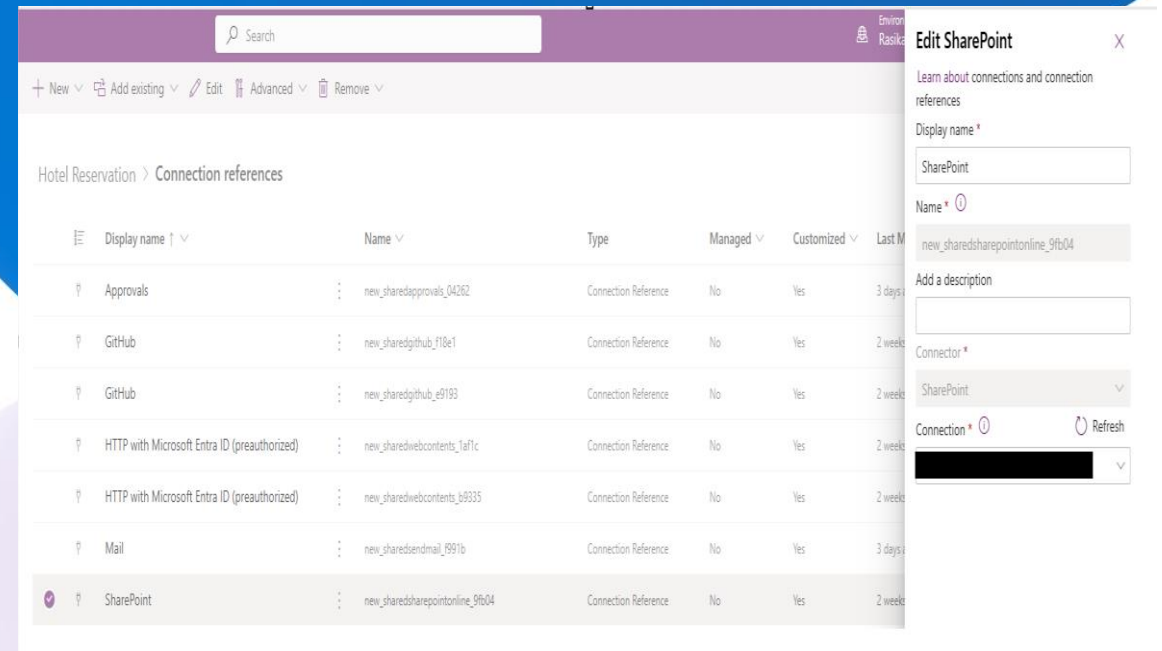 Search
Environ
Rasika
New Add existing Edit Advanced Remove
Hotel Reservation > Connection references
Display name ↑ Name Type Managed Customized Last M
Approvals new_sharedapprovals_04262 Connection Reference No Yes 3 days a
GitHub new_sharedgithub_f18e1 Connection Reference No Yes 2 weeks
GitHub new_sharedgithub_e9193 Connection Reference No Yes 2 weeks
HTTP with Microsoft Entra ID (preauthorized) new_sharedwebcontents_1af1c Connection Reference No Yes 2 weeks
HTTP with Microsoft Entra ID (preauthorized) new_sharedwebcontents_b9335 Connection Reference No Yes 2 weeks
Mail new_sharedsendmail_f991b Connection Reference No Yes 3 days a
SharePoint new_sharedsharepointonline_9fb04 Connection Reference No Yes 2 weeks
Edit SharePoint X
Learn about connections and connection
references
Display name *
SharePoint
Name *
new_sharedsharepointonline_9fb04
Add a description
Connector *
SharePoint
Connection * Refresh